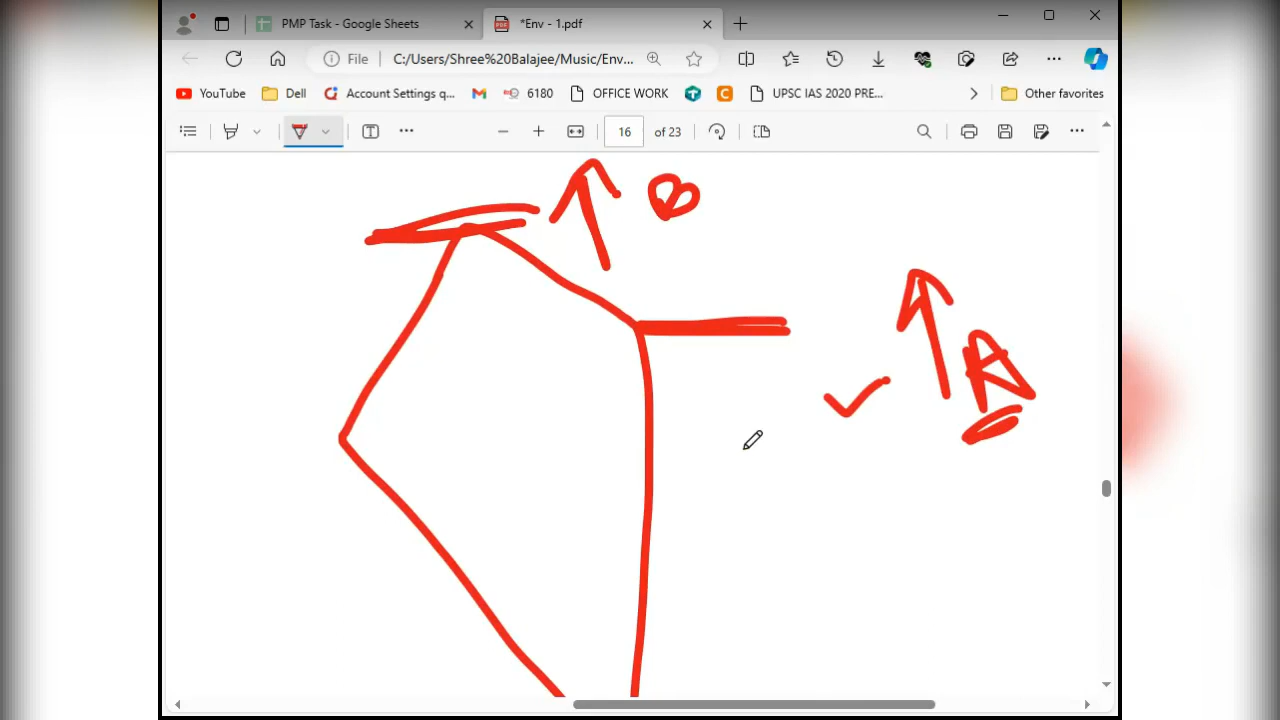 PMP Task - Google Sheets
*Env - 1.pdf
File
C:/Users/Shree%20Balajee/Music/Env...
YouTube
Dell
Account Settings q...
6180
OFFICE WORK
UPSC IAS 2020 PRE...
Other favorites
16 of 23
B
A